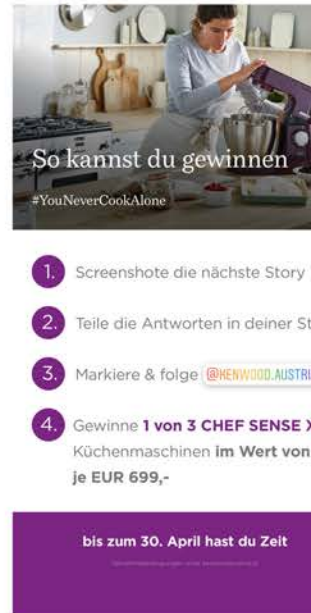 So kannst du gewinnen
#YouNeverCookAlone
1. Screenshote die nächste Story
2. Teile die Antworten in deiner St
3. Markiere & folge @KENWOOD.AUSTRI
4. Gewinne 1 von 3 CHEF SENSE X
Küchenmaschinen im Wert von
je EUR 699,-
bis zum 30. April hast du Zeit